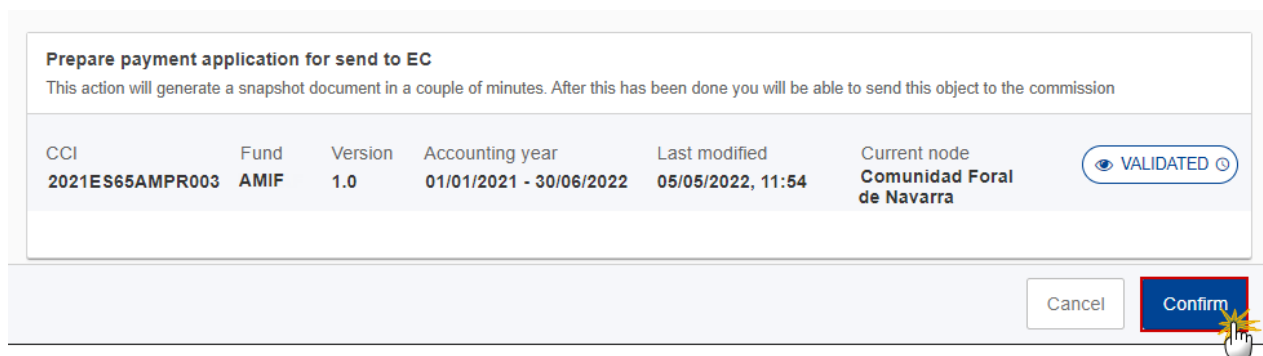 Prepare payment application for send to EC
This action will generate a snapshot document in a couple of minutes. After this has been done you will be able to send this object to the commission
CCI Fund Version Accounting year Last modified Current node
2021ES65AMPR003 AMIF 1.0 01/01/2021 - 30/06/2022 05/05/2022, 11:54 Comunidad Foral
de Navarra
VALIDATED
Cancel Confirm